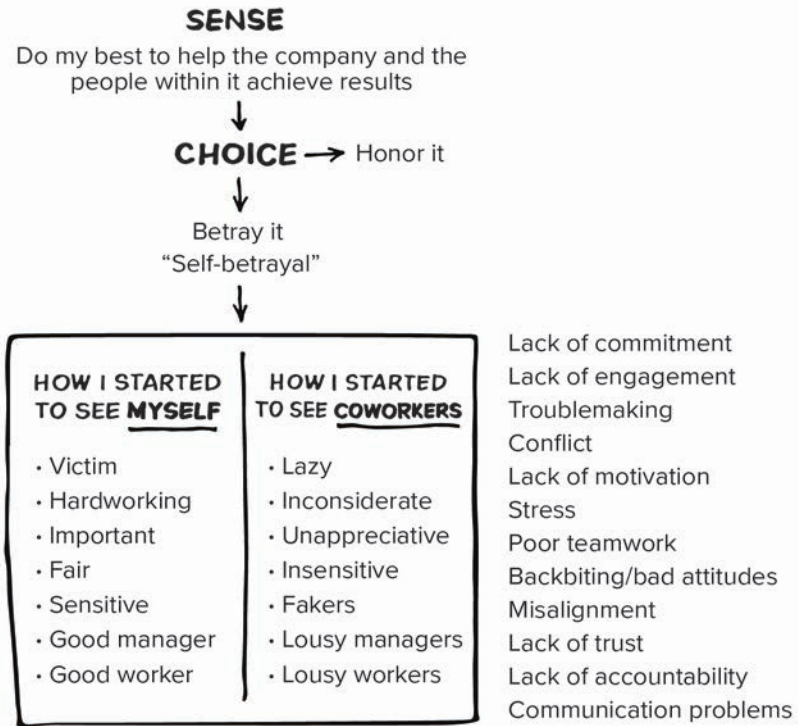 SENSE
Do my best to help the company and the
people within it achieve results
CHOICE → Honor it
Betray it
“Self-betrayal”
HOW I STARTED
TO SEE MYSELF
· Victim
· Hardworking
· Important
· Fair
· Sensitive
· Good manager
· Good worker
HOW I STARTED
TO SEE COWORKERS
· Lazy
· Inconsiderate
· Unappreciative
· Insensitive
· Fakers
· Lousy managers
· Lousy workers
Lack of commitment
Lack of engagement
Troublemaking
Conflict
Lack of motivation
Stress
Poor teamwork
Backbiting/bad attitudes
Misalignment
Lack of trust
Lack of accountability
Communication problems